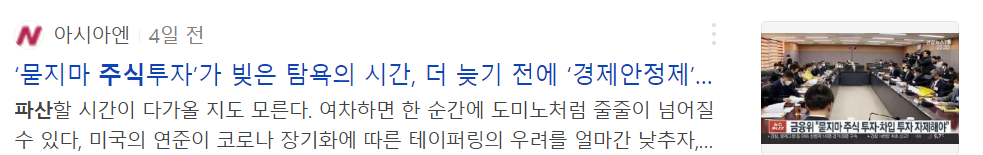 N 아시아엔 4일 전
'묻지마 주식투자'가 빚은 탐욕의 시간, 더 늦기 전에 '경제안정제'...
파산할 시간이 다가올 지도 모른다. 여차하면 한 순간에 도미노처럼 줄줄이 넘어질
수 있다, 미국의 연준이 코로나 장기화에 따른 테이퍼링의 우려를 얼마간 낮추자,...
금융위 "묻지마 주식 투자·차입 투자 자제해야"